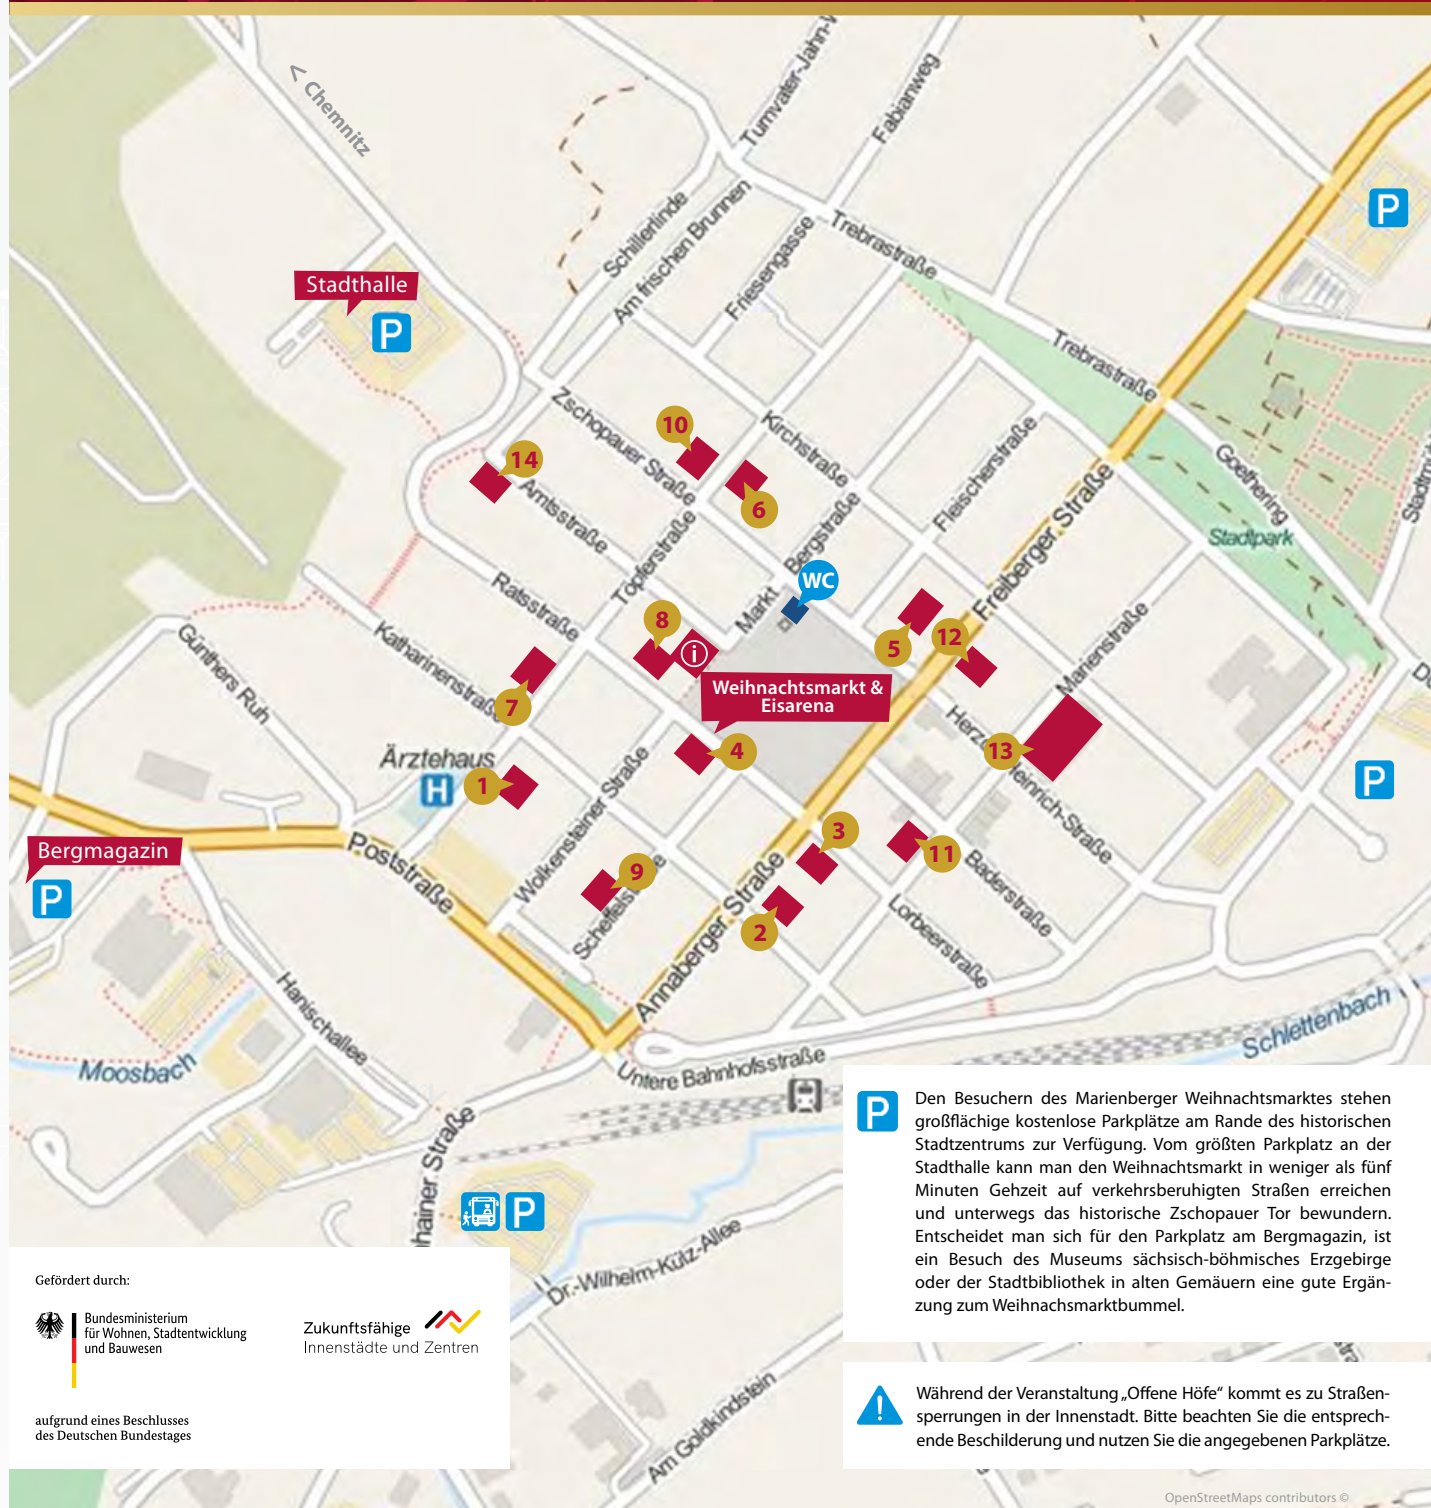 < Chemnitz
Turnvater-Jahn-
Fabianweg
Schillerlinde
Am frischen Brunnen
Friesengasse
Trebrastraße
P
Stadthalle
P
Trebrastraße
Zschopauer Straße
10
Kirchstraße
14
6
Amtsstraße
Bergstraße
Fleischerstraße
Freiberger Straße
Goethering
Stadtpark
Töpferstraße
Ratsstraße
WC
Markt
8
i
5
12
Marienstraße
Katharinenstraße
Günthers Ruh
7
Weihnachtsmarkt &
Eisarena
4
13
Ärztehaus
H
1
Wolkensteiner Straße
P
Bergmagazin
P
Poststraße
3
11
Baderstraße
9
2
Annaberger Straße
Lorbeerstraße
Hanischallee
Moosbach
Schlettenbach
Untere Bahnhofsstraße
hainer Straße
P
Dr.-Wilhelm-Külz-Allee
Am Goldkindstein
P
Den Besuchern des Marienberger Weihnachtsmarktes stehen
großflächige kostenlose Parkplätze am Rande des historischen
Stadtzentrums zur Verfügung. Vom größten Parkplatz an der
Stadthalle kann man den Weihnachtsmarkt in weniger als fünf
Minuten Gehzeit auf verkehrsberuhigten Straßen erreichen
und unterwegs das historische Zschopauer Tor bewundern.
Entscheidet man sich für den Parkplatz am Bergmagazin, ist
ein Besuch des Museums sächsisch-böhmisches Erzgebirge
oder der Stadtbibliothek in alten Gemäuern eine gute Ergän-
zung zum Weihnachsmarktbummel.
Während der Veranstaltung „Offene Höfe“ kommt es zu Straßen-
sperrungen in der Innenstadt. Bitte beachten Sie die entsprech-
ende Beschilderung und nutzen Sie die angegebenen Parkplätze.
Gefördert durch:
Bundesministerium
für Wohnen, Stadtentwicklung
und Bauwesen
Zukunftsfähige
Innenstädte und Zentren
aufgrund eines Beschlusses
des Deutschen Bundestages
OpenStreetMaps contributors ©